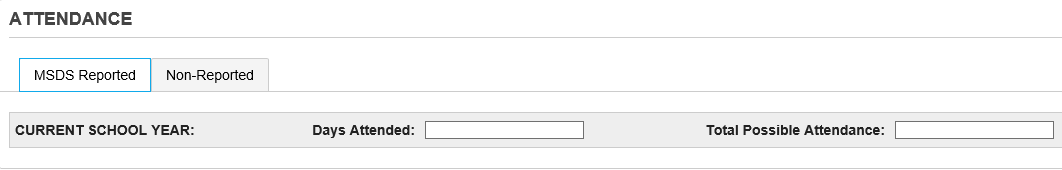 ATTENDANCE
MSDS Reported Non-Reported
CURRENT SCHOOL YEAR: Days Attended: Total Possible Attendance: